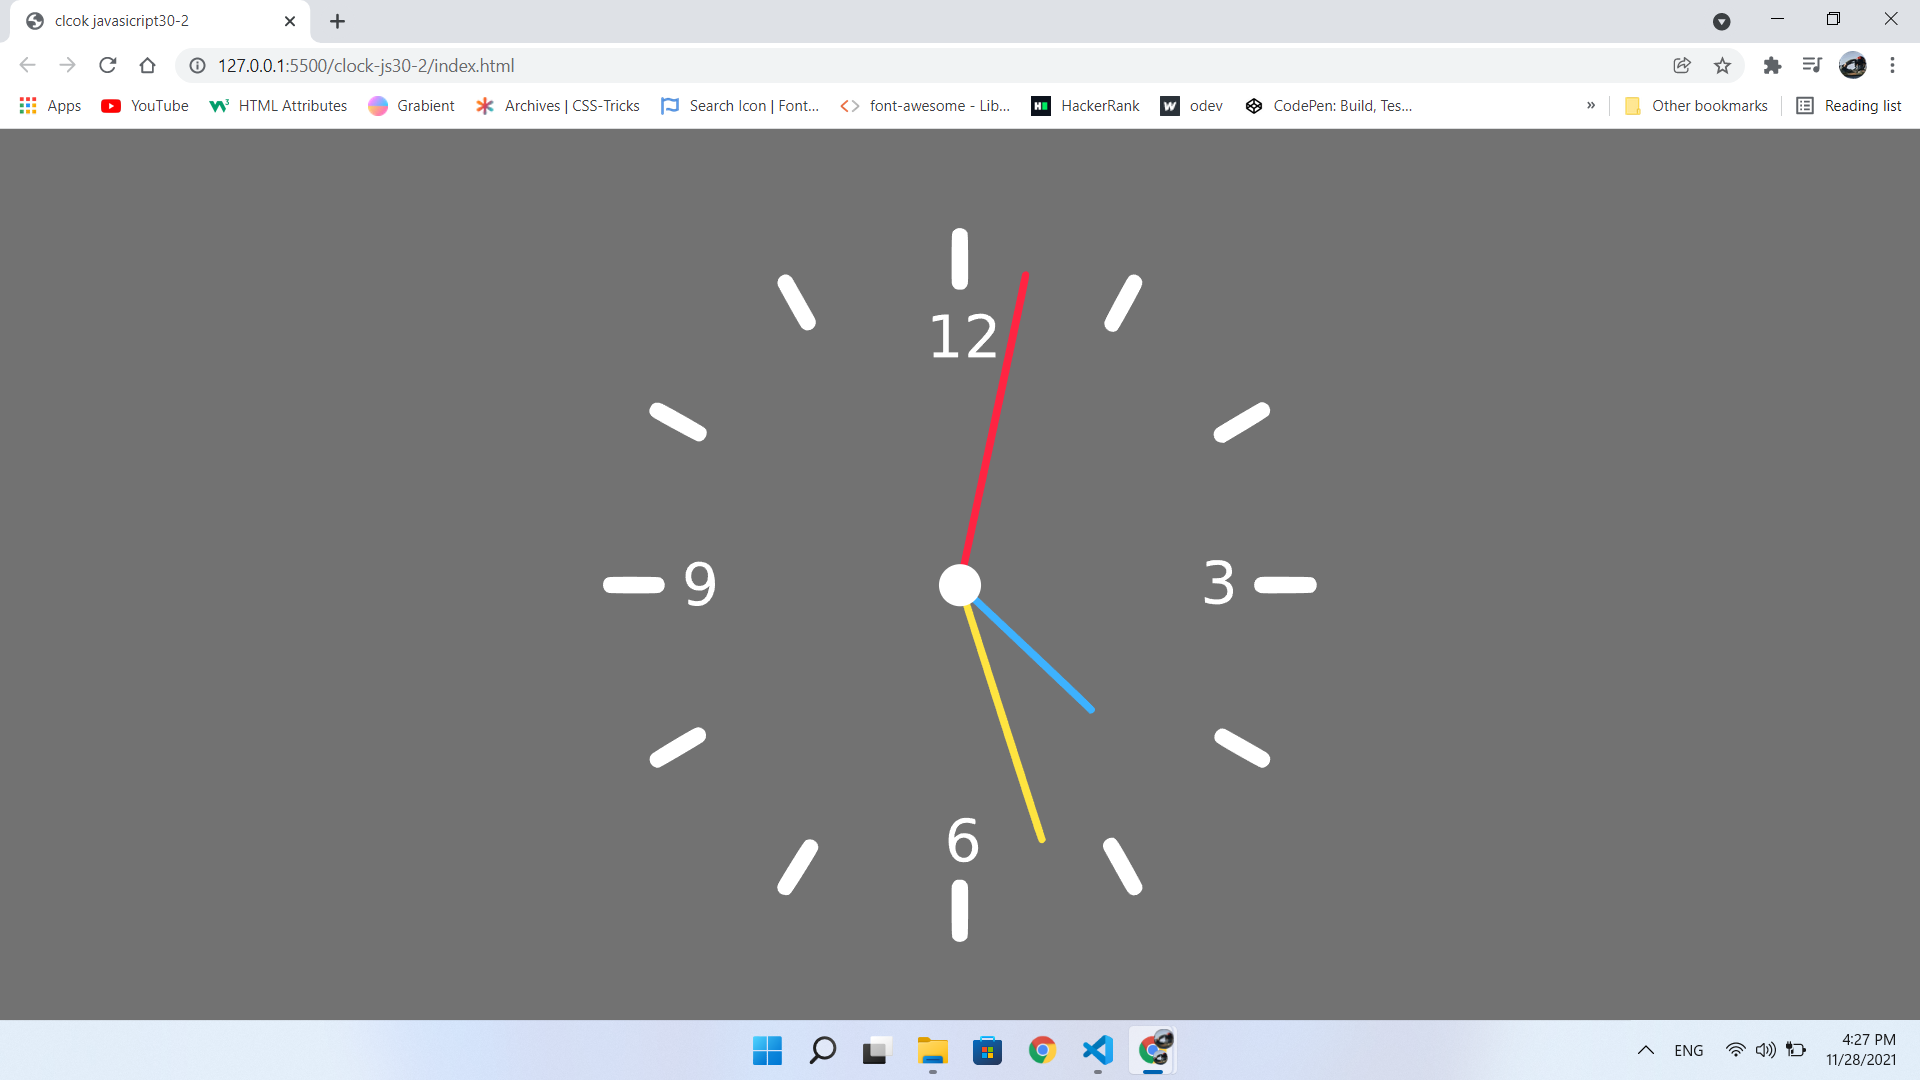 clcok javasicript30-2
127.0.0.1:5500/clock-js30-2/index.html
Apps YouTube HTML Attributes Grabient Archives | CSS-Tricks Search Icon | Font... font-awesome - Lib... HackerRank odev CodePen: Build, Tes... » Other bookmarks Reading list
12
9 3
6
ENG 4:27 PM
11/28/2021